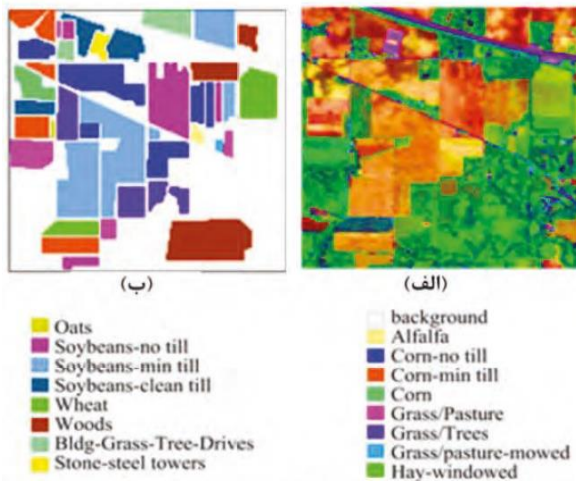 (ب)
(الف)
Oats
Soybeans-no till
Soybeans-min till
Soybeans-clean till
Wheat
Woods
Bldg-Grass-Tree-Drives
Stone-steel towers
background
Alfalfa
Corn-no till
Corn-min till
Corn
Grass/Pasture
Grass/Trees
Grass/pasture-mowed
Hay-windowed